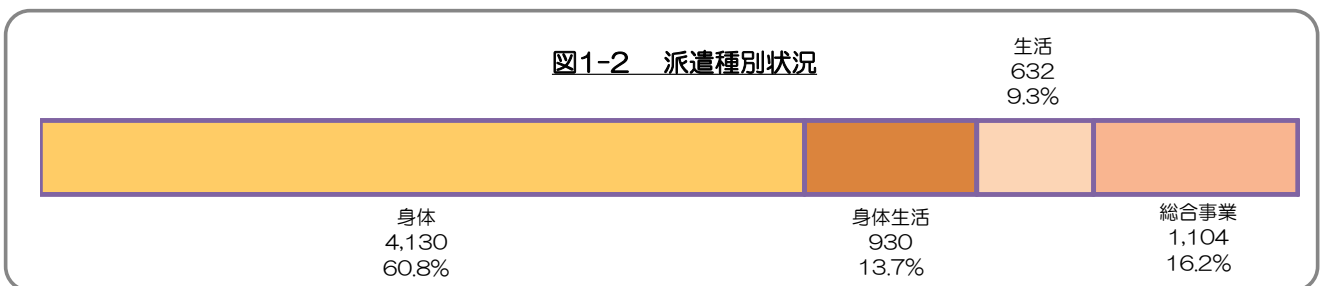 図1-2　派遣種別状況
生活
632
9.3%
身体
4,130
60.8%
身体生活
930
13.7%
総合事業
1,104
16.2%